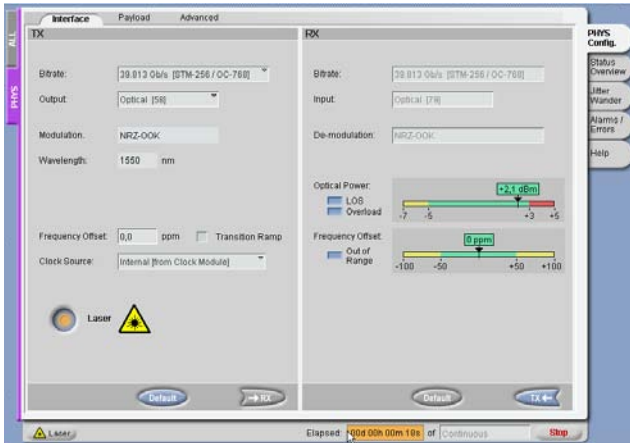 Interface Payload Advanced
ALL
PHYS
TX
Bitrate: 39.813 Gb/s [STM-256 / OC-768]
Output: Optical [58]
Modulation: NRZ-OOK
Wavelength: 1550 nm
Frequency Offset: 0,0 ppm Transition Ramp
Clock Source: Internal [from Clock Module]
Laser
Default → RX
RX
Bitrate: 39.813 Gb/s [STM-256 / OC-768]
Input: Optical [79]
De-modulation: NRZ-OOK
Optical Power:
LOS
Overload
+2,1 dBm
-7 -5 +3 +5
Frequency Offset:
Out of
Range
0 ppm
-100 -50 +50 +100
Default TX ←
PHYS
Config.
Status
Overview
Jitter
Wander
Alarms /
Errors
Help
Laser Elapsed: 00d 00h 00m 18s of Continuous Stop